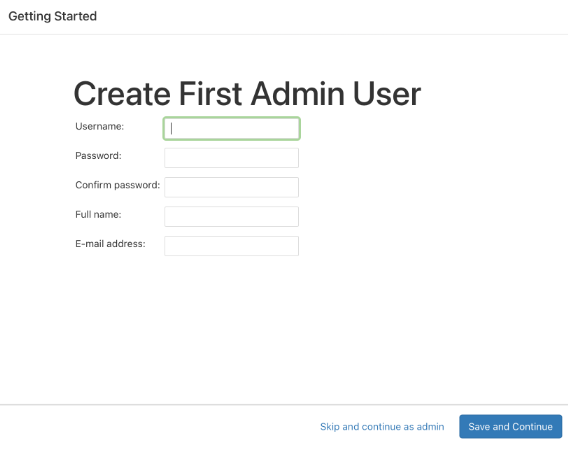 Getting Started
Create First Admin User
Username:
Password:
Confirm password:
Full name:
E-mail address:
Skip and continue as admin
Save and Continue